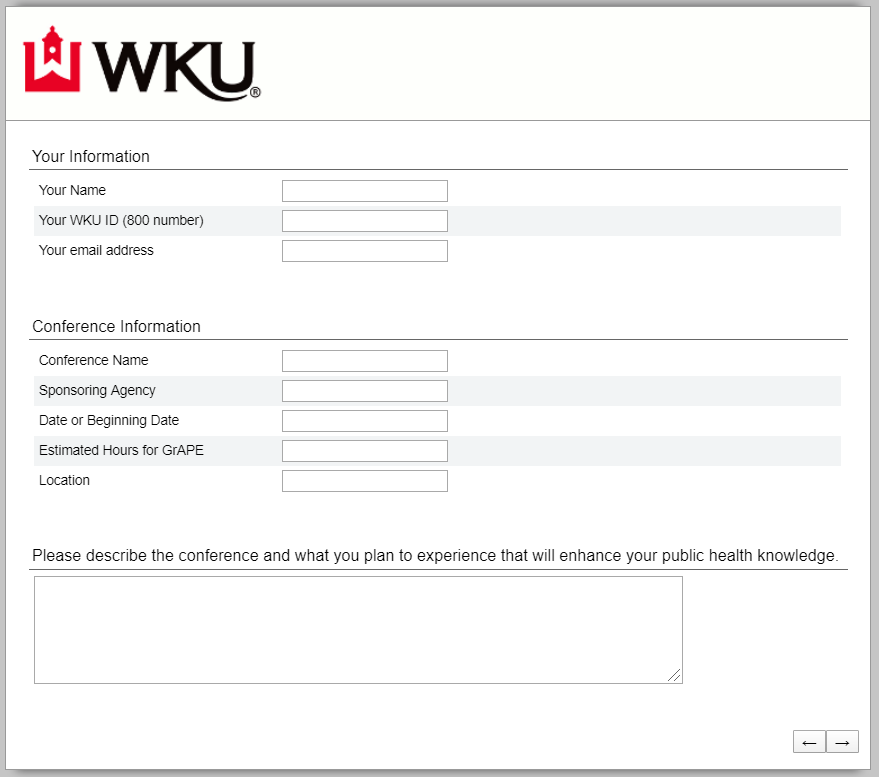 WKU®
Your Information
Your Name
Your WKU ID (800 number)
Your email address
Conference Information
Conference Name
Sponsoring Agency
Date or Beginning Date
Estimated Hours for GrAPE
Location
Please describe the conference and what you plan to experience that will enhance your public health knowledge.
← →